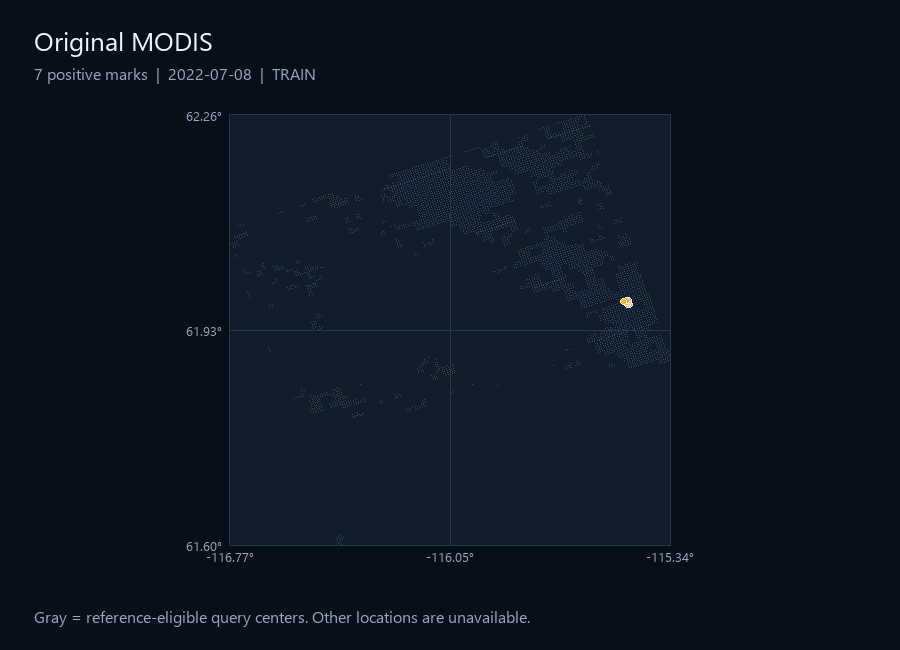 Original MODIS
7 positive marks | 2022-07-08 | TRAIN
62.26°
61.93°
61.60°
-116.77° -116.05° -115.34°
Gray = reference-eligible query centers. Other locations are unavailable.